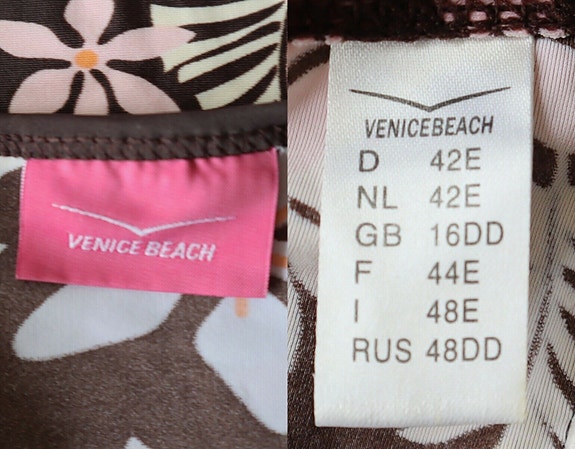 VENICE BEACH
VENICEBEACH
D 42E
NL 42E
GB 16DD
F 44E
I 48E
RUS 48DD